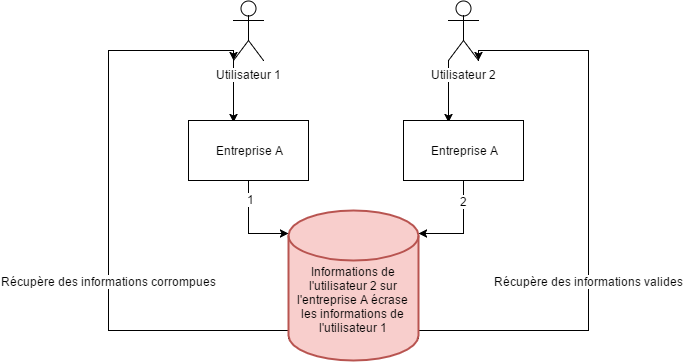 Utilisateur 1
Utilisateur 2
Entreprise A
Entreprise A
1
2
Récupère des informations corrompues
Informations de
l'utilisateur 2 sur
l'entreprise A écrase
les informations de
l'utilisateur 1
Récupère des informations valides